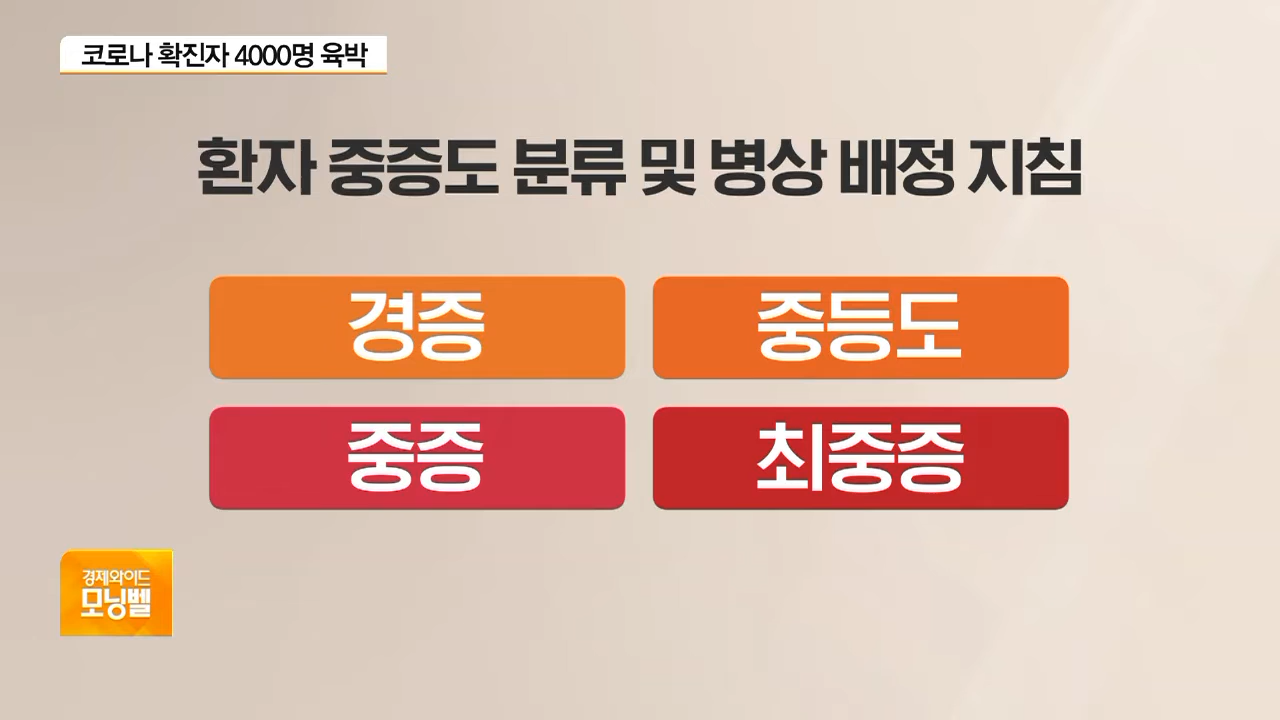 코로나 확진자 4000명 육박
환자 중증도 분류 및 병상 배정 지침
경증
중등도
중증
최중증
경제와이드
모닝벨